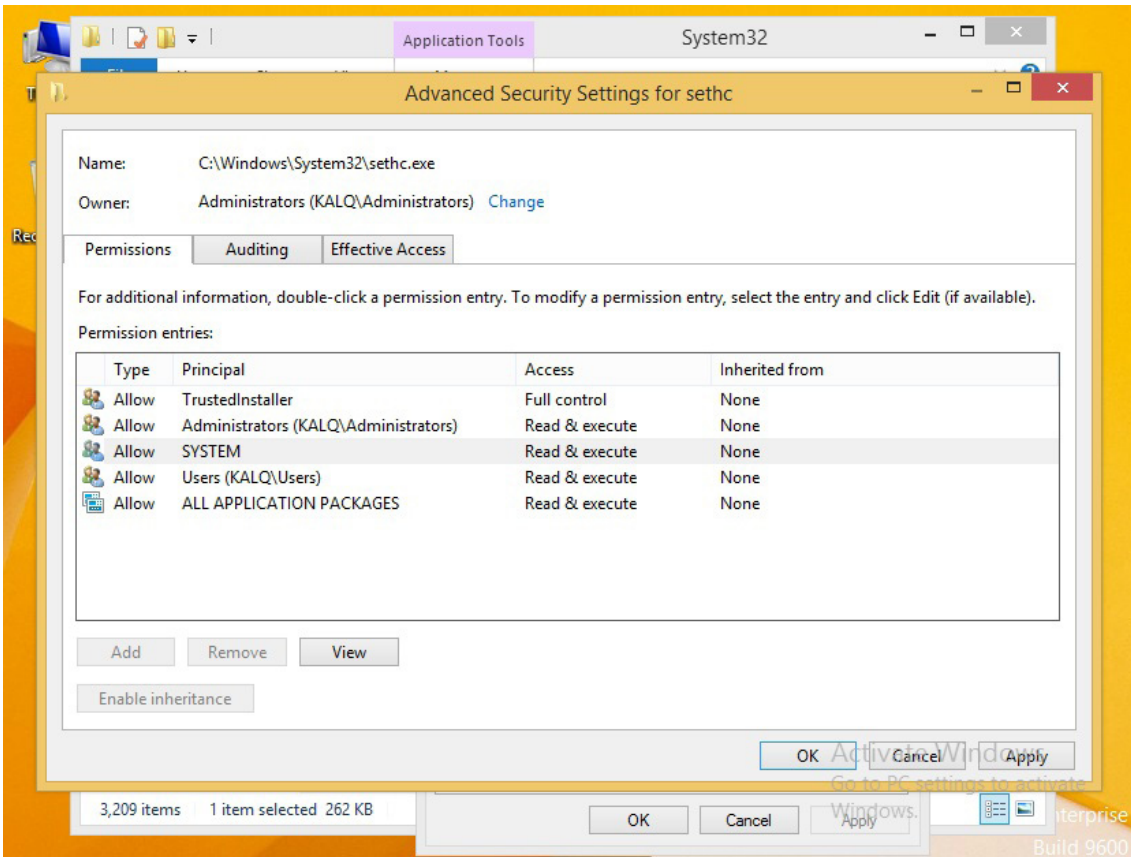 Application Tools
System32
Advanced Security Settings for sethc
Name: C:\Windows\System32\sethc.exe
Owner: Administrators (KALQ\Administrators) Change
Permissions Auditing Effective Access
For additional information, double-click a permission entry. To modify a permission entry, select the entry and click Edit (if available).
Permission entries:
Type Principal Access Inherited from
Allow TrustedInstaller Full control None
Allow Administrators (KALQ\Administrators) Read & execute None
Allow SYSTEM Read & execute None
Allow Users (KALQ\Users) Read & execute None
Allow ALL APPLICATION PACKAGES Read & execute None
Add Remove View
Enable inheritance
OK Cancel Apply
Activate Windows
Go to PC settings to activate
Windows.
3,209 items 1 item selected 262 KB
OK Cancel Apply
Build 9600